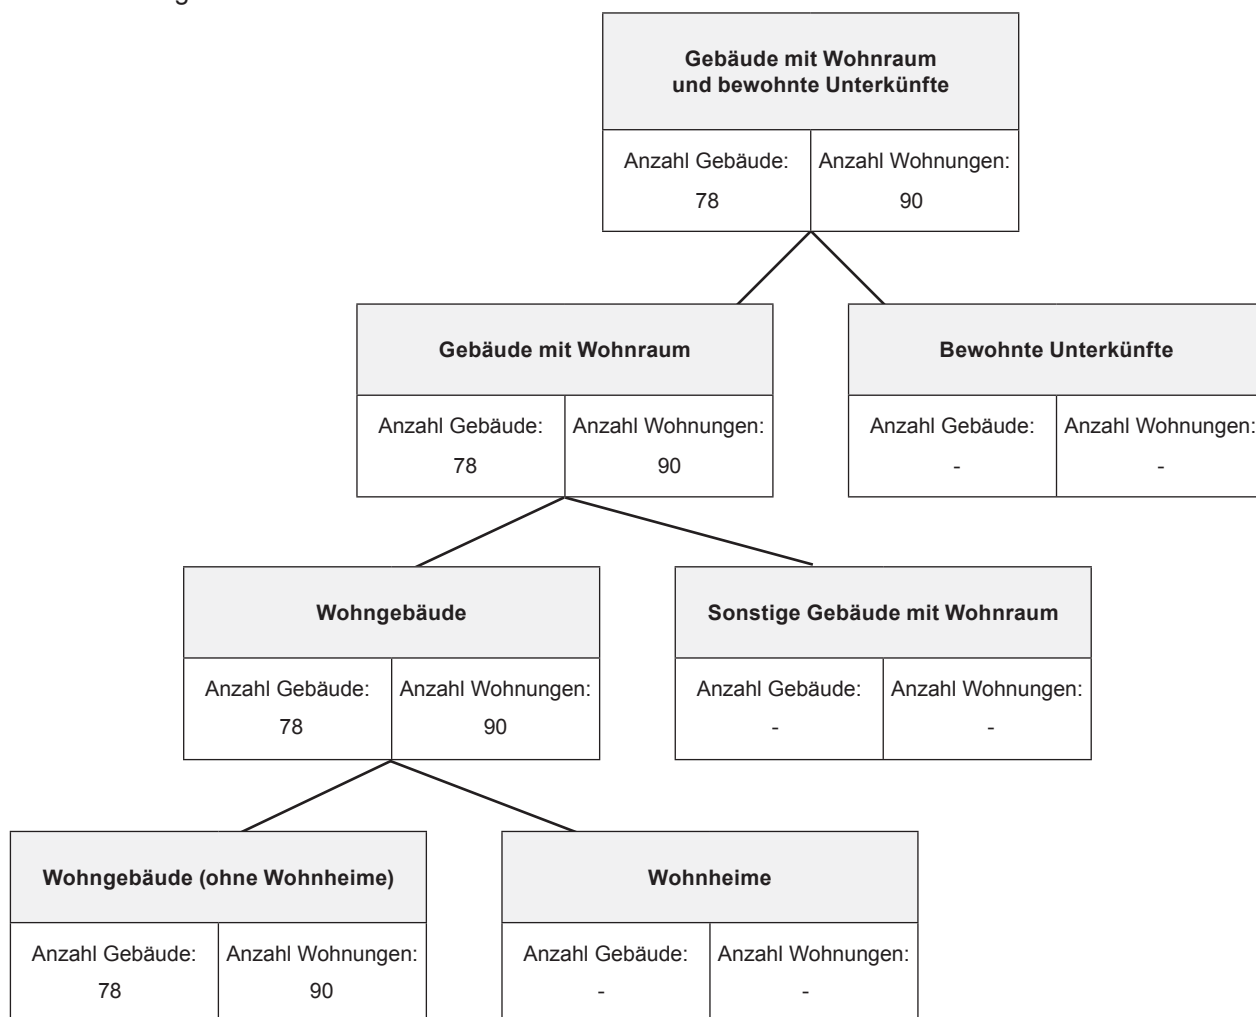 Gebäude mit Wohnraum
und bewohnte Unterkünfte
Anzahl Gebäude: Anzahl Wohnungen:
78 90
Gebäude mit Wohnraum Bewohnte Unterkünfte
Anzahl Gebäude: Anzahl Wohnungen: Anzahl Gebäude: Anzahl Wohnungen:
78 90 - -
Wohngebäude Sonstige Gebäude mit Wohnraum
Anzahl Gebäude: Anzahl Wohnungen: Anzahl Gebäude: Anzahl Wohnungen:
78 90 - -
Wohngebäude (ohne Wohnheime) Wohnheime
Anzahl Gebäude: Anzahl Wohnungen: Anzahl Gebäude: Anzahl Wohnungen:
78 90 - -